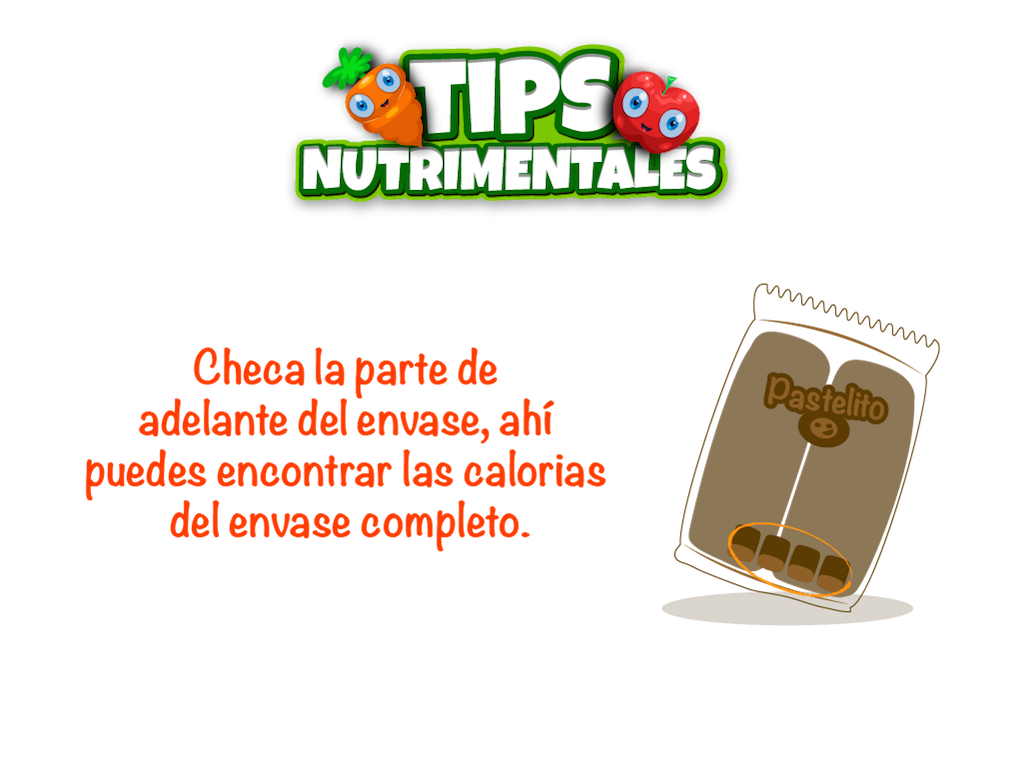 TIPS
NUTRIMENTALES
Checa la parte de
adelante del envase, ahí
puedes encontrar las calorias
del envase completo.
Pastelito